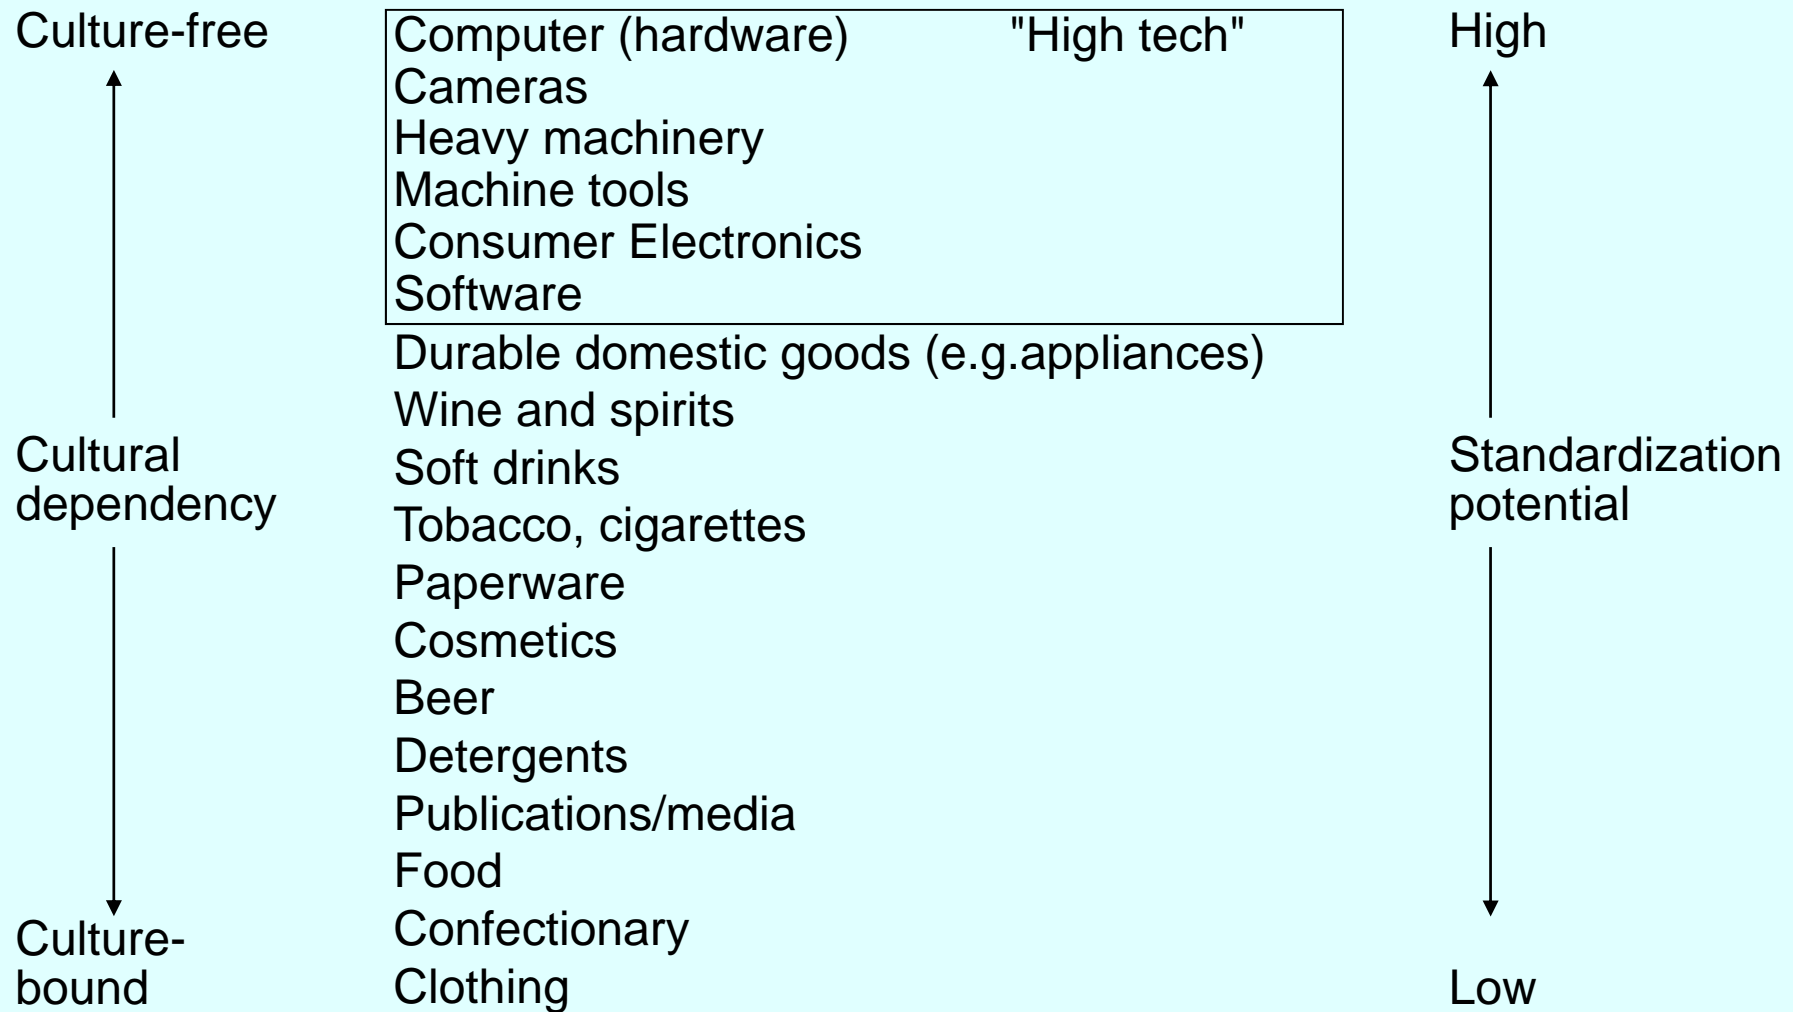 Culture-free
Computer (hardware) "High tech"
High
Cameras
Heavy machinery
Machine tools
Consumer Electronics
Software
Durable domestic goods (e.g.appliances)
Wine and spirits
Cultural
dependency
Soft drinks
Standardization
potential
Tobacco, cigarettes
Paperware
Cosmetics
Beer
Detergents
Publications/media
Food
Confectionary
Culture-
bound
Clothing
Low